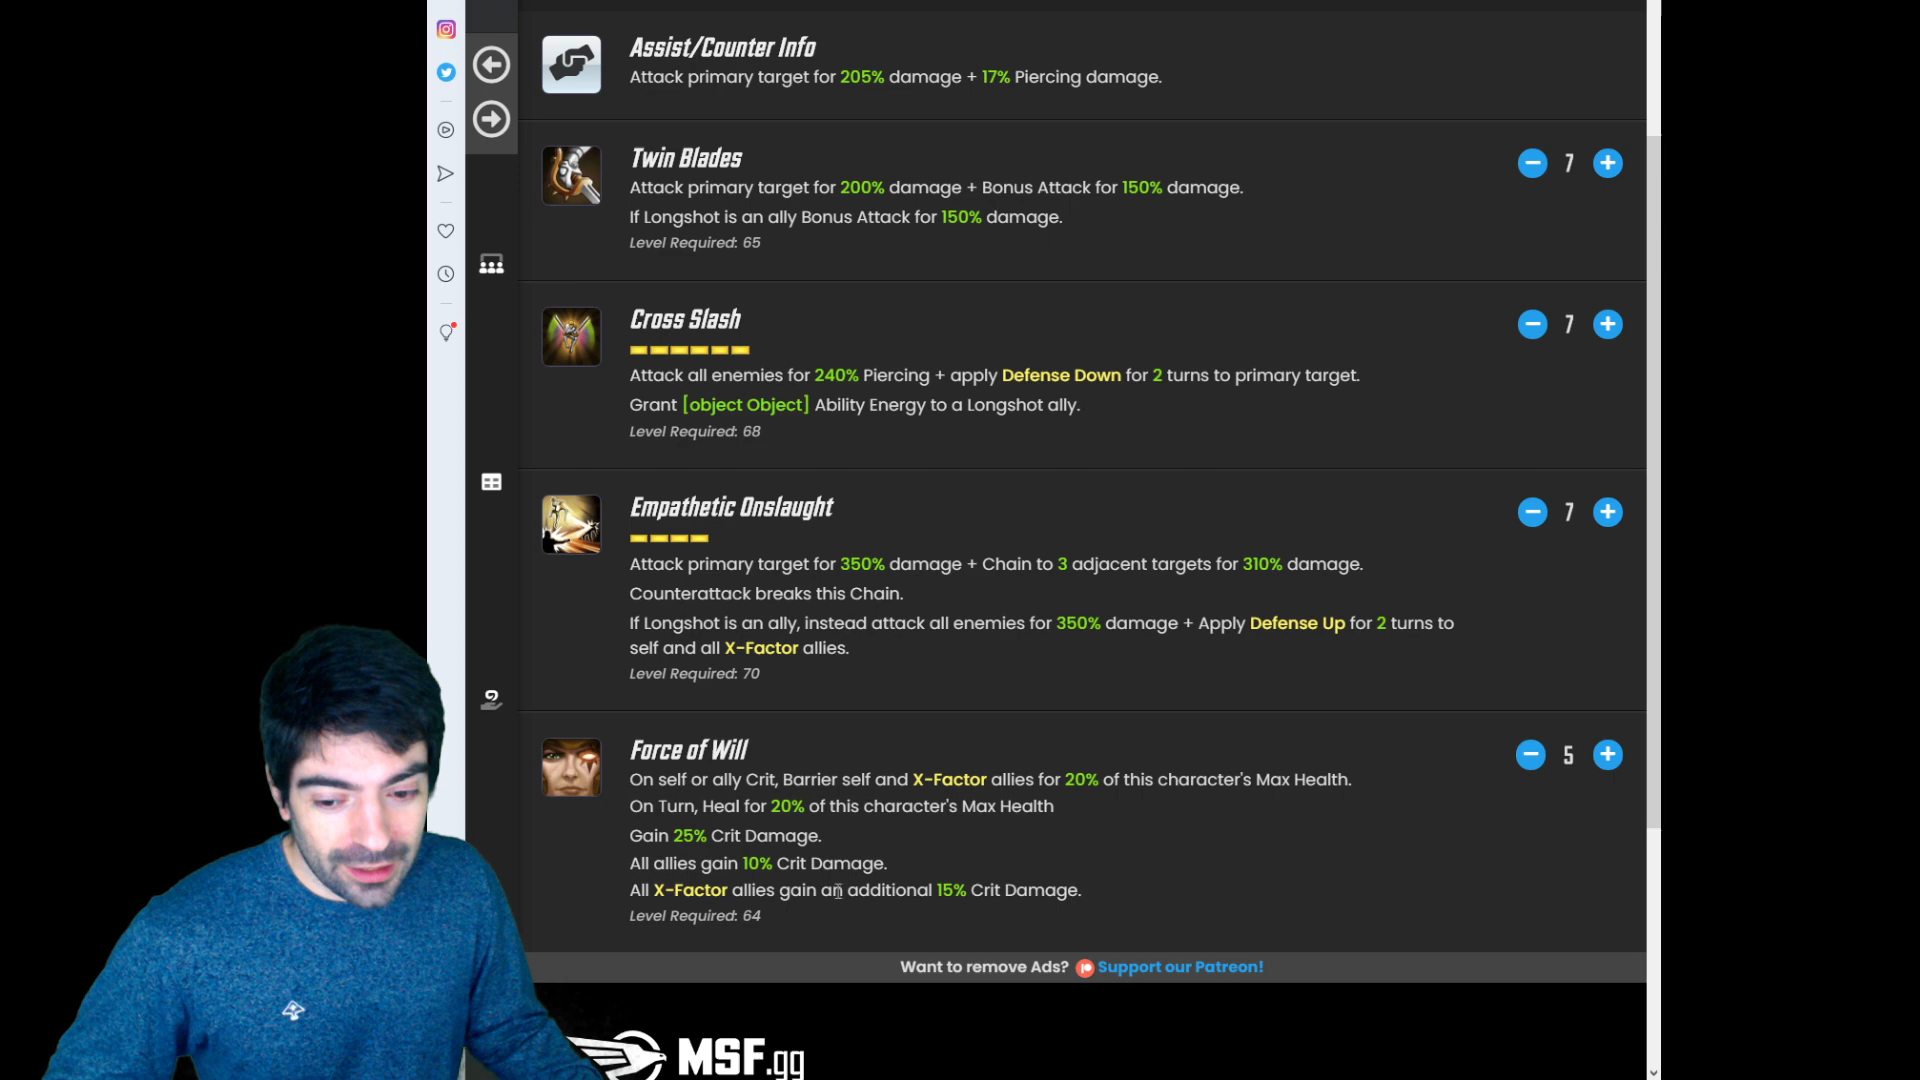 Assist/Counter Info
Attack primary target for 205% damage + 17% Piercing damage.
Twin Blades
7
Attack primary target for 200% damage + Bonus Attack for 150% damage.
If Longshot is an ally Bonus Attack for 150% damage.
Level Required: 65
Cross Slash
7
Attack all enemies for 240% Piercing + apply Defense Down for 2 turns to primary target.
Grant [object Object] Ability Energy to a Longshot ally.
Level Required: 68
Empathetic Onslaught
7
Attack primary target for 350% damage + Chain to 3 adjacent targets for 310% damage.
Counterattack breaks this Chain.
If Longshot is an ally, instead attack all enemies for 350% damage + Apply Defense Up for 2 turns to
self and all X-Factor allies.
Level Required: 70
Force of Will
5
On self or ally Crit, Barrier self and X-Factor allies for 20% of this character's Max Health.
On Turn, Heal for 20% of this character's Max Health
Gain 25% Crit Damage.
All allies gain 10% Crit Damage.
All X-Factor allies gain an additional 15% Crit Damage.
Level Required: 64
Want to remove Ads? Support our Patreon!
MSF.gg